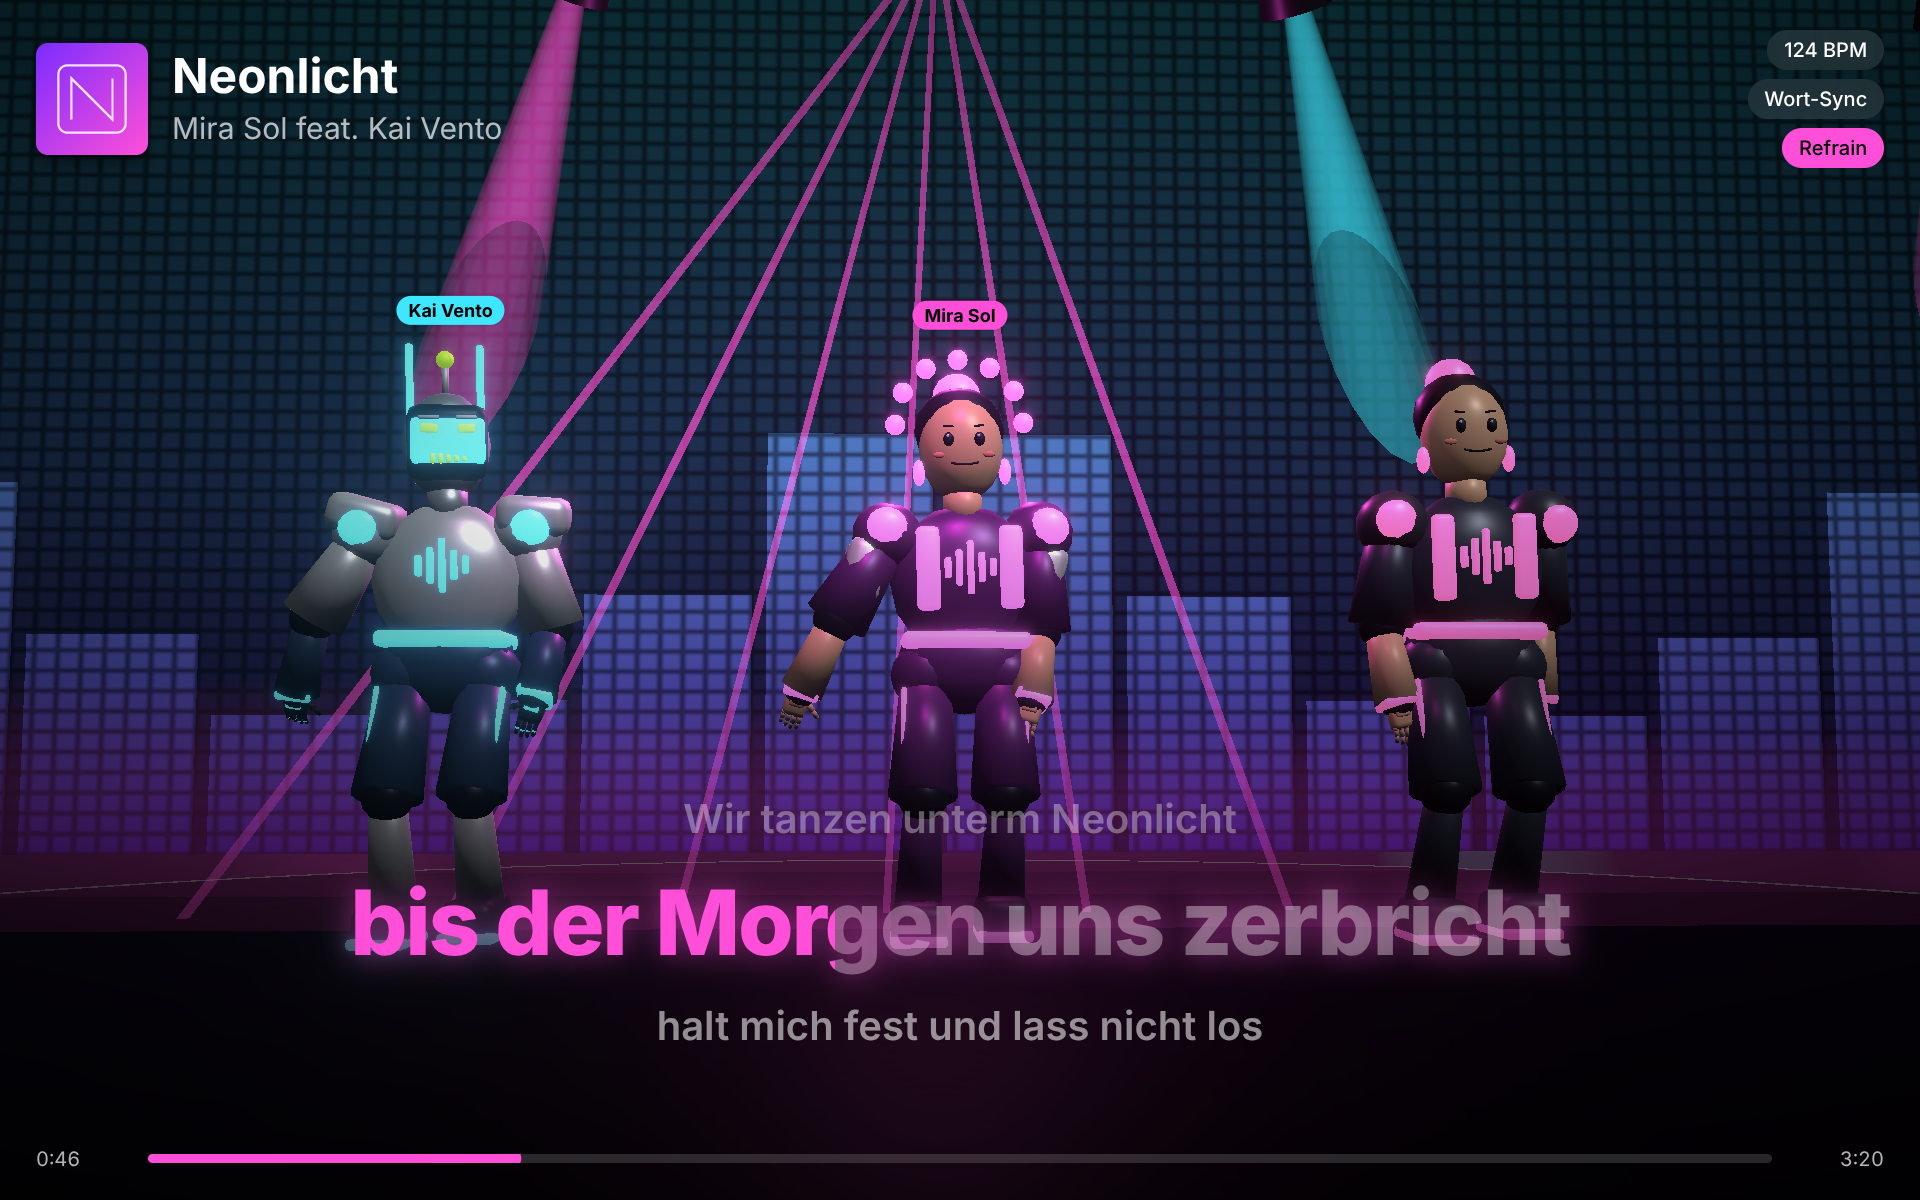 Neonlicht
Mira Sol feat. Kai Vento
124 BPM
Wort-Sync
Refrain
Kai Vento
Mira Sol
Wir tanzen unterm Neonlicht
bis der Morgen uns zerbricht
halt mich fest und lass nicht los
0:46
3:20